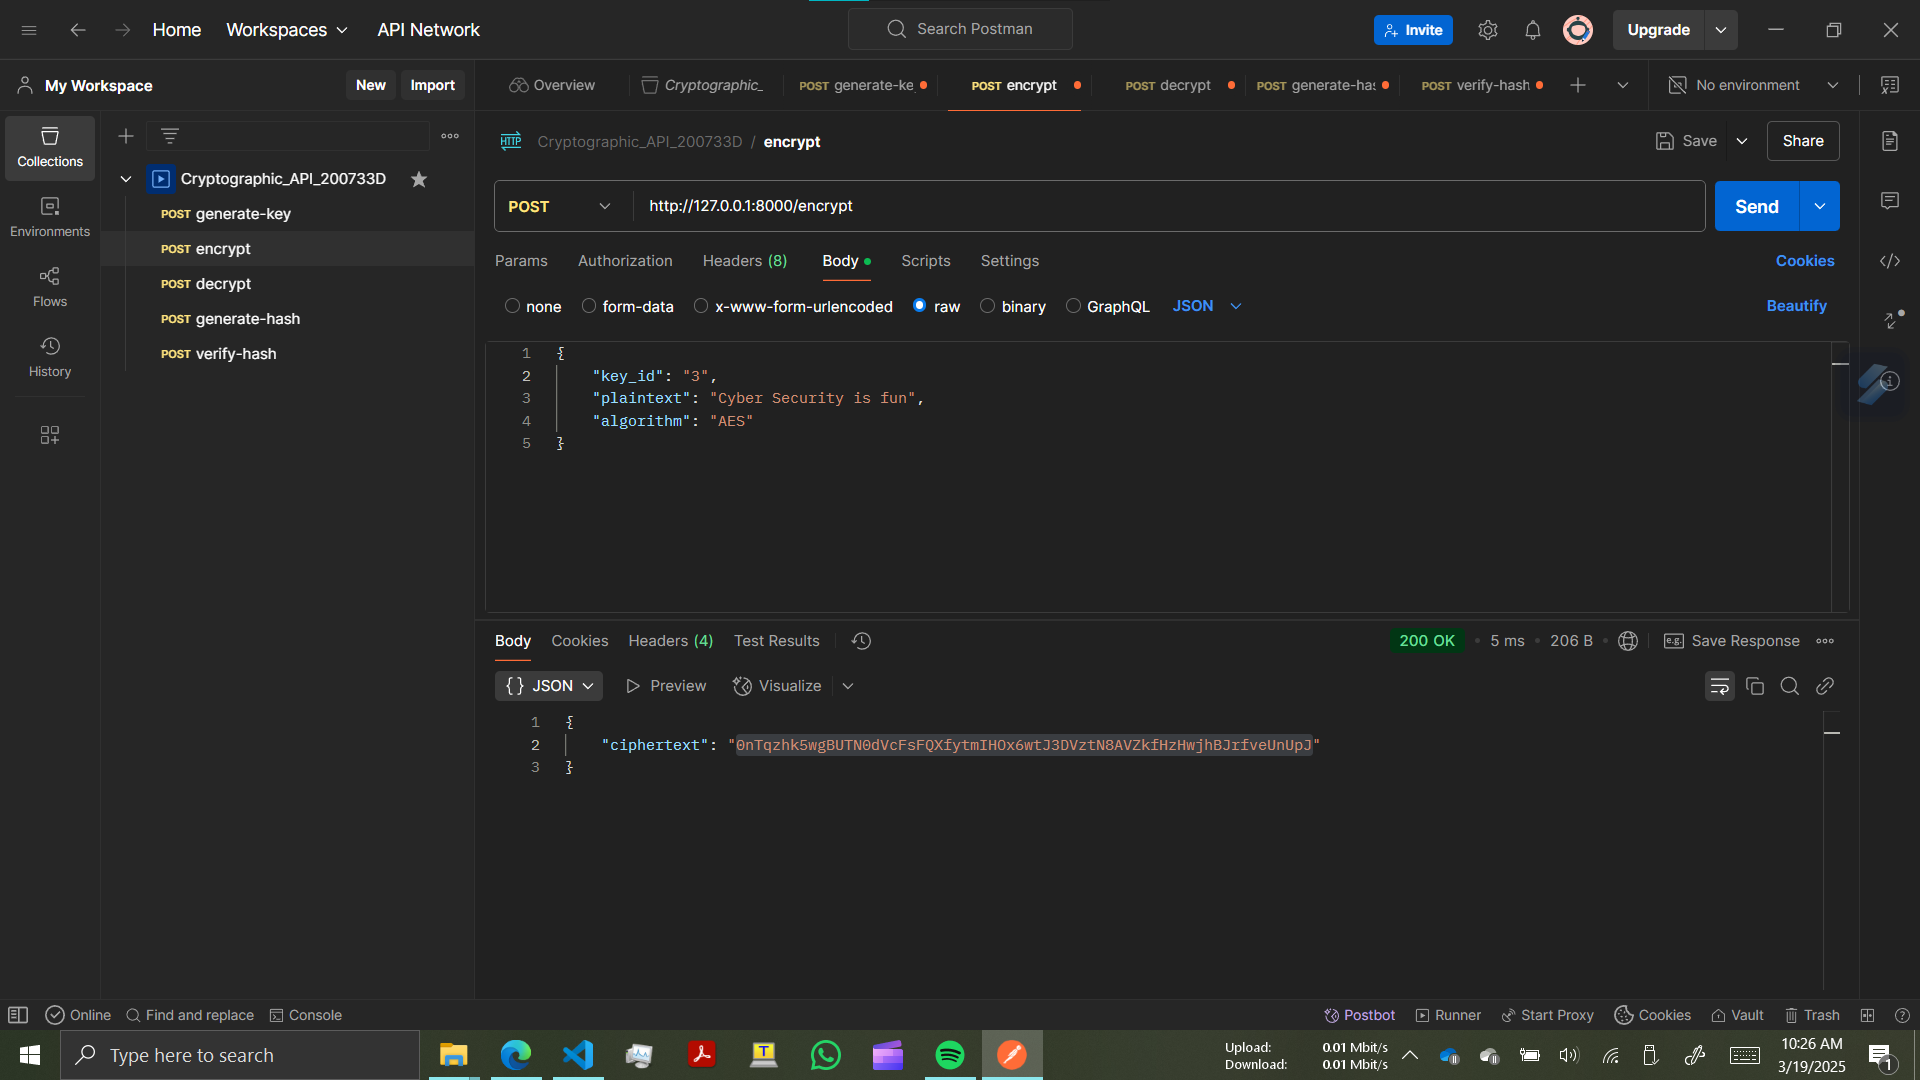 Home
Workspaces
API Network
Search Postman
Invite
Upgrade
My Workspace
New
Import
Overview
Cryptographic_
POST generate-ke
POST encrypt
POST decrypt
POST generate-has
POST verify-hash
No environment
Collections
Environments
Flows
History
Cryptographic_API_200733D
POST generate-key
POST encrypt
POST decrypt
POST generate-hash
POST verify-hash
HTTP Cryptographic_API_200733D / encrypt
Save
Share
POST http://127.0.0.1:8000/encrypt
Send
Params Authorization Headers (8) Body Scripts Settings
Cookies
none form-data x-www-form-urlencoded raw binary GraphQL JSON
Beautify
1 {
2 "key_id": "3",
3 "plaintext": "Cyber Security is fun",
4 "algorithm": "AES"
5 }
Body Cookies Headers (4) Test Results
200 OK • 5 ms • 206 B
e.g. Save Response
{} JSON Preview Visualize
1 {
2 "ciphertext": "0nTqzhk5wgBUTN0dVcFsFQXfytmIHOx6wtJ3DVztN8AVZkfHzHwjhBJrfveUnUpJ"
3 }
Online Find and replace Console
Postbot Runner Start Proxy Cookies Vault Trash
Type here to search
Upload: 0.01 Mbit/s
Download: 0.01 Mbit/s
10:26 AM
3/19/2025
1